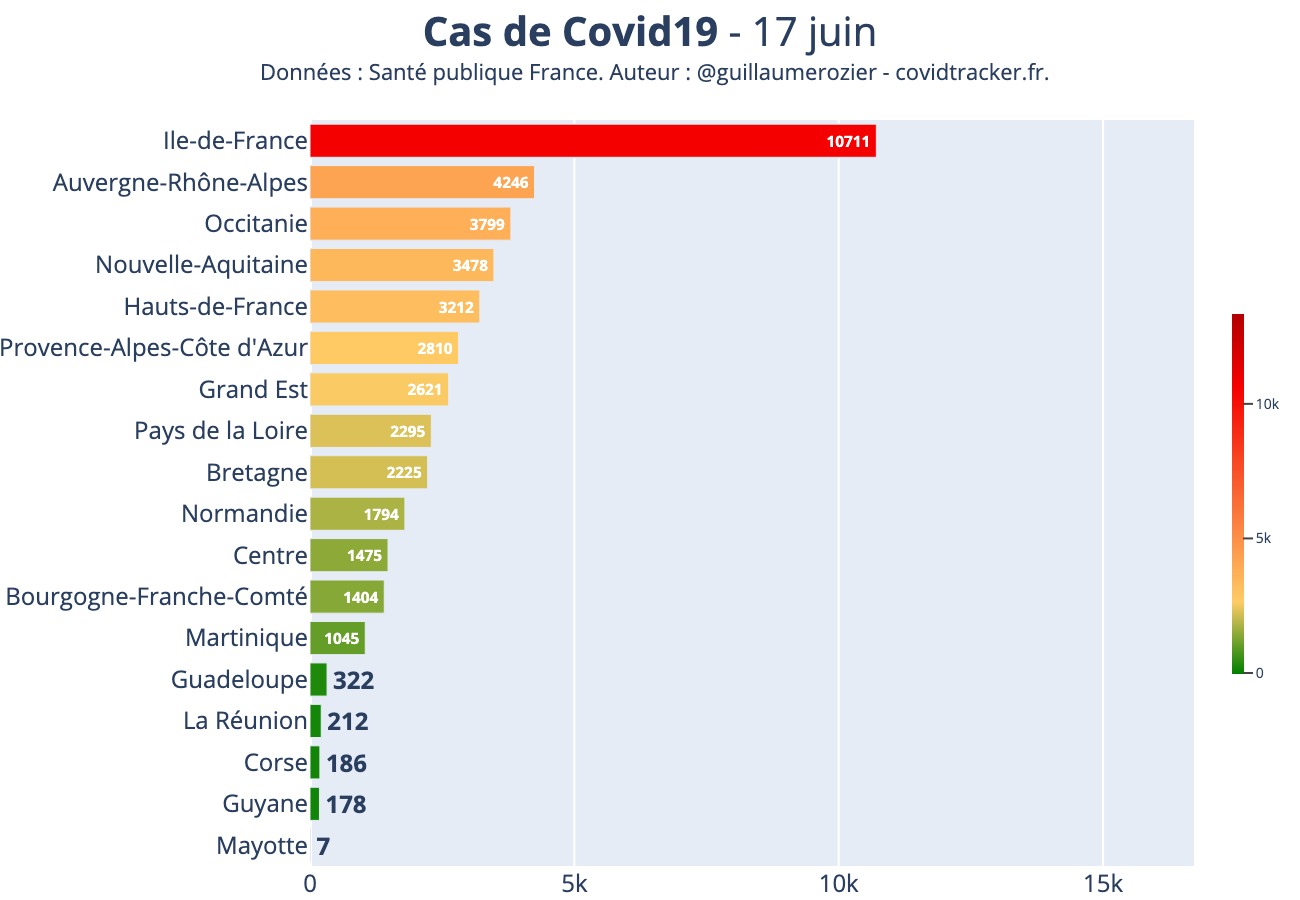 Cas de Covid19 - 17 juin
Données : Santé publique France. Auteur : @guillaumerozier - covidtracker.fr.
Ile-de-France 10711
Auvergne-Rhône-Alpes 4246
Occitanie 3799
Nouvelle-Aquitaine 3478
Hauts-de-France 3212
Provence-Alpes-Côte d'Azur 2810
Grand Est 2621
Pays de la Loire 2295
Bretagne 2225
Normandie 1794
Centre 1475
Bourgogne-Franche-Comté 1404
Martinique 1045
Guadeloupe 322
La Réunion 212
Corse 186
Guyane 178
Mayotte 7
0 5k 10k 15k
10k
5k
0